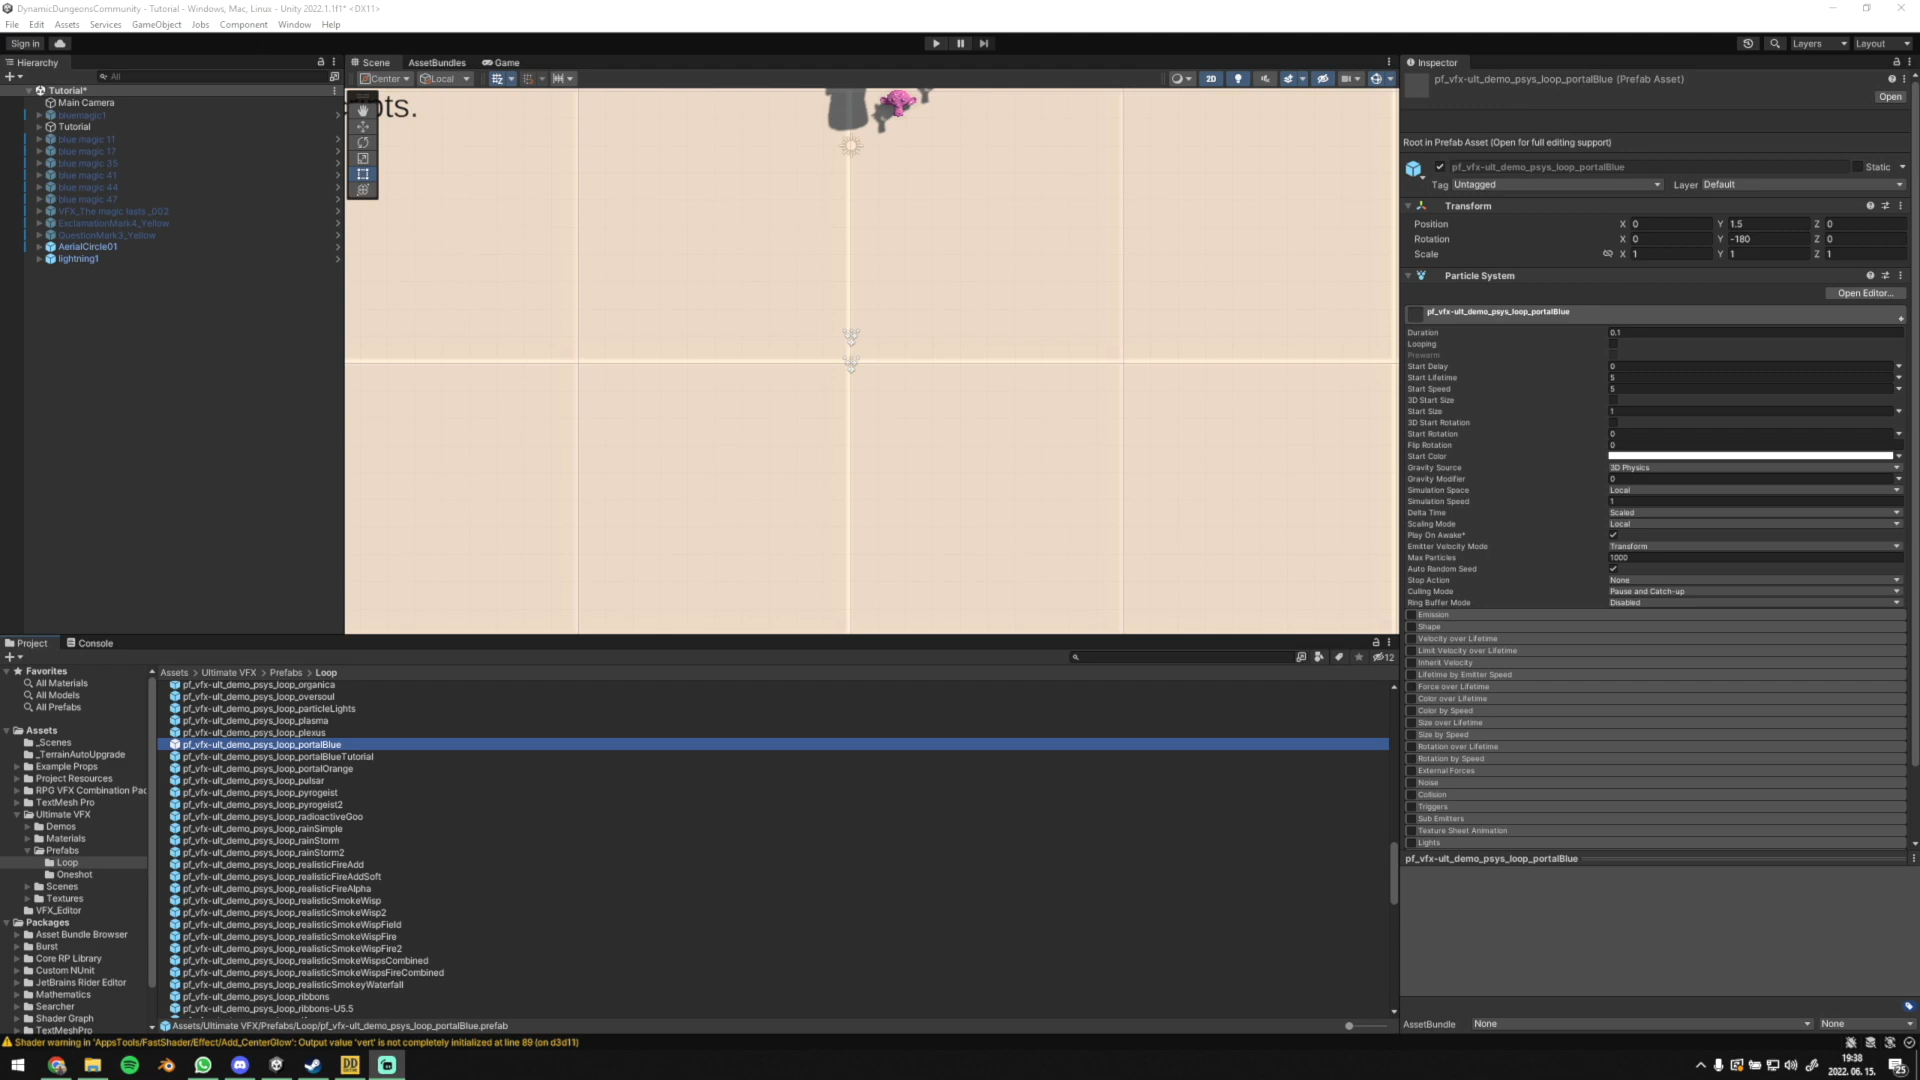 DynamicDungeonsCommunity - Tutorial - Windows, Mac, Linux - Unity 2022.1.1f1* <DX11>
File Edit Assets Services GameObject Jobs Component Window Help
Sign in
Layers Layout
Hierarchy
All
Tutorial*
Main Camera
bluemagic1
Tutorial
blue magic 11
blue magic 17
blue magic 35
blue magic 41
blue magic 44
blue magic 47
VFX_The magic lasts _002
ExclamationMark4_Yellow
QuestionMark3_Yellow
AerialCircle01
lightning1
Scene AssetBundles Game
Center Local 2D
pts.
Inspector
pf_vfx-ult_demo_psys_loop_portalBlue (Prefab Asset)
Open
Root in Prefab Asset (Open for full editing support)
pf_vfx-ult_demo_psys_loop_portalBlue Static
Tag Untagged Layer Default
Transform
Position X 0 Y 1.5 Z 0
Rotation X 0 Y -180 Z 0
Scale X 1 Y 1 Z 1
Particle System
Open Editor...
pf_vfx-ult_demo_psys_loop_portalBlue
Duration 0.1
Looping
Prewarm
Start Delay 0
Start Lifetime 5
Start Speed 5
3D Start Size
Start Size 1
3D Start Rotation
Start Rotation 0
Flip Rotation 0
Start Color
Gravity Source 3D Physics
Gravity Modifier 0
Simulation Space Local
Simulation Speed 1
Delta Time Scaled
Scaling Mode Local
Play On Awake*
Emitter Velocity Mode Transform
Max Particles 1000
Auto Random Seed
Stop Action None
Culling Mode Pause and Catch-up
Ring Buffer Mode Disabled
Emission
Shape
Velocity over Lifetime
Limit Velocity over Lifetime
Inherit Velocity
Lifetime by Emitter Speed
Force over Lifetime
Color over Lifetime
Color by Speed
Size over Lifetime
Size by Speed
Rotation over Lifetime
Rotation by Speed
External Forces
Noise
Collision
Triggers
Sub Emitters
Texture Sheet Animation
Lights
pf_vfx-ult_demo_psys_loop_portalBlue
AssetBundle None None
Project Console
12
Favorites
All Materials
All Models
All Prefabs
Assets
_Scenes
_TerrainAutoUpgrade
Example Props
Project Resources
RPG VFX Combination Pac
TextMesh Pro
Ultimate VFX
Demos
Materials
Prefabs
Loop
Oneshot
Scenes
Textures
VFX_Editor
Packages
Asset Bundle Browser
Burst
Core RP Library
Custom NUnit
JetBrains Rider Editor
Mathematics
Searcher
Shader Graph
TextMeshPro
Assets > Ultimate VFX > Prefabs > Loop
pf_vfx-ult_demo_psys_loop_organica
pf_vfx-ult_demo_psys_loop_oversoul
pf_vfx-ult_demo_psys_loop_particleLights
pf_vfx-ult_demo_psys_loop_plasma
pf_vfx-ult_demo_psys_loop_plexus
pf_vfx-ult_demo_psys_loop_portalBlue
pf_vfx-ult_demo_psys_loop_portalBlueTutorial
pf_vfx-ult_demo_psys_loop_portalOrange
pf_vfx-ult_demo_psys_loop_pulsar
pf_vfx-ult_demo_psys_loop_pyrogeist
pf_vfx-ult_demo_psys_loop_pyrogeist2
pf_vfx-ult_demo_psys_loop_radioactiveGoo
pf_vfx-ult_demo_psys_loop_rainSimple
pf_vfx-ult_demo_psys_loop_rainStorm
pf_vfx-ult_demo_psys_loop_rainStorm2
pf_vfx-ult_demo_psys_loop_realisticFireAdd
pf_vfx-ult_demo_psys_loop_realisticFireAddSoft
pf_vfx-ult_demo_psys_loop_realisticFireAlpha
pf_vfx-ult_demo_psys_loop_realisticSmokeWisp
pf_vfx-ult_demo_psys_loop_realisticSmokeWisp2
pf_vfx-ult_demo_psys_loop_realisticSmokeWispField
pf_vfx-ult_demo_psys_loop_realisticSmokeWispFire
pf_vfx-ult_demo_psys_loop_realisticSmokeWispFire2
pf_vfx-ult_demo_psys_loop_realisticSmokeWispsCombined
pf_vfx-ult_demo_psys_loop_realisticSmokeWispsFireCombined
pf_vfx-ult_demo_psys_loop_realisticSmokeyWaterfall
pf_vfx-ult_demo_psys_loop_ribbons
pf_vfx-ult_demo_psys_loop_ribbons-U5.5
Assets/Ultimate VFX/Prefabs/Loop/pf_vfx-ult_demo_psys_loop_portalBlue.prefab
Shader warning in 'AppsTools/FastShader/Effect/Add_CenterGlow': Output value 'vert' is not completely initialized at line 89 (on d3d11)
DD
19:38
2022. 06. 15.
25